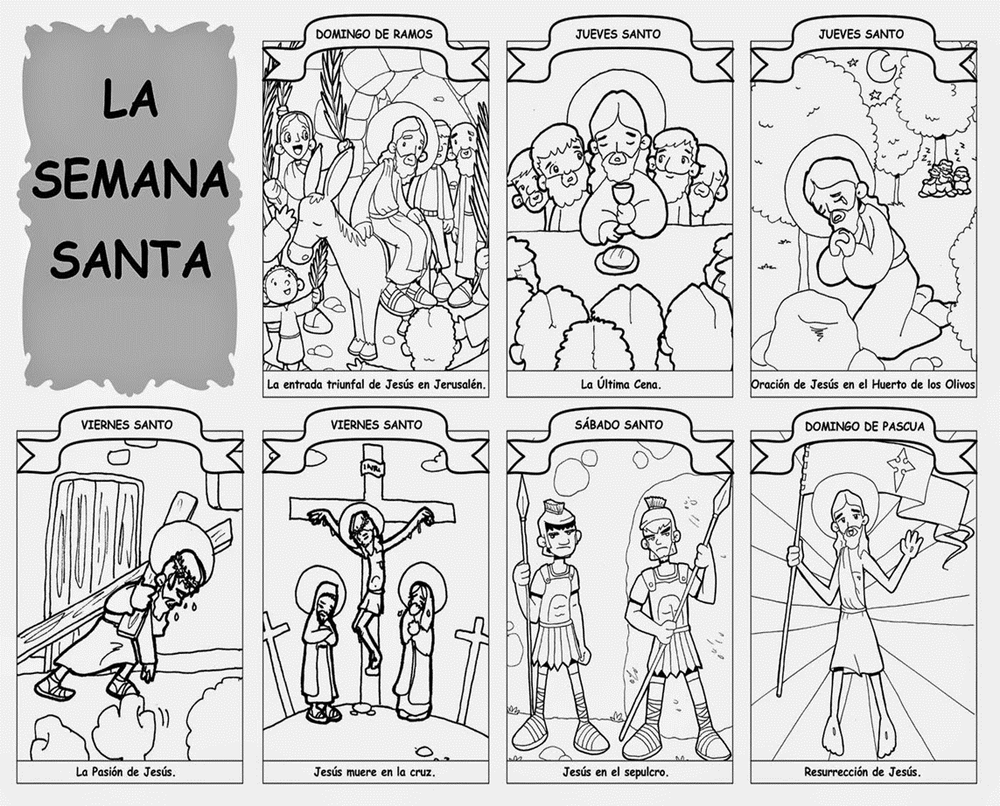 LA
SEMANA
SANTA
DOMINGO DE RAMOS
La entrada triunfal de Jesús en Jerusalén.
JUEVES SANTO
La Última Cena.
JUEVES SANTO
z z z z
Oración de Jesús en el Huerto de los Olivos
VIERNES SANTO
La Pasión de Jesús.
VIERNES SANTO
INRI
Jesús muere en la cruz.
SÁBADO SANTO
Jesús en el sepulcro.
DOMINGO DE PASCUA
Resurrección de Jesús.